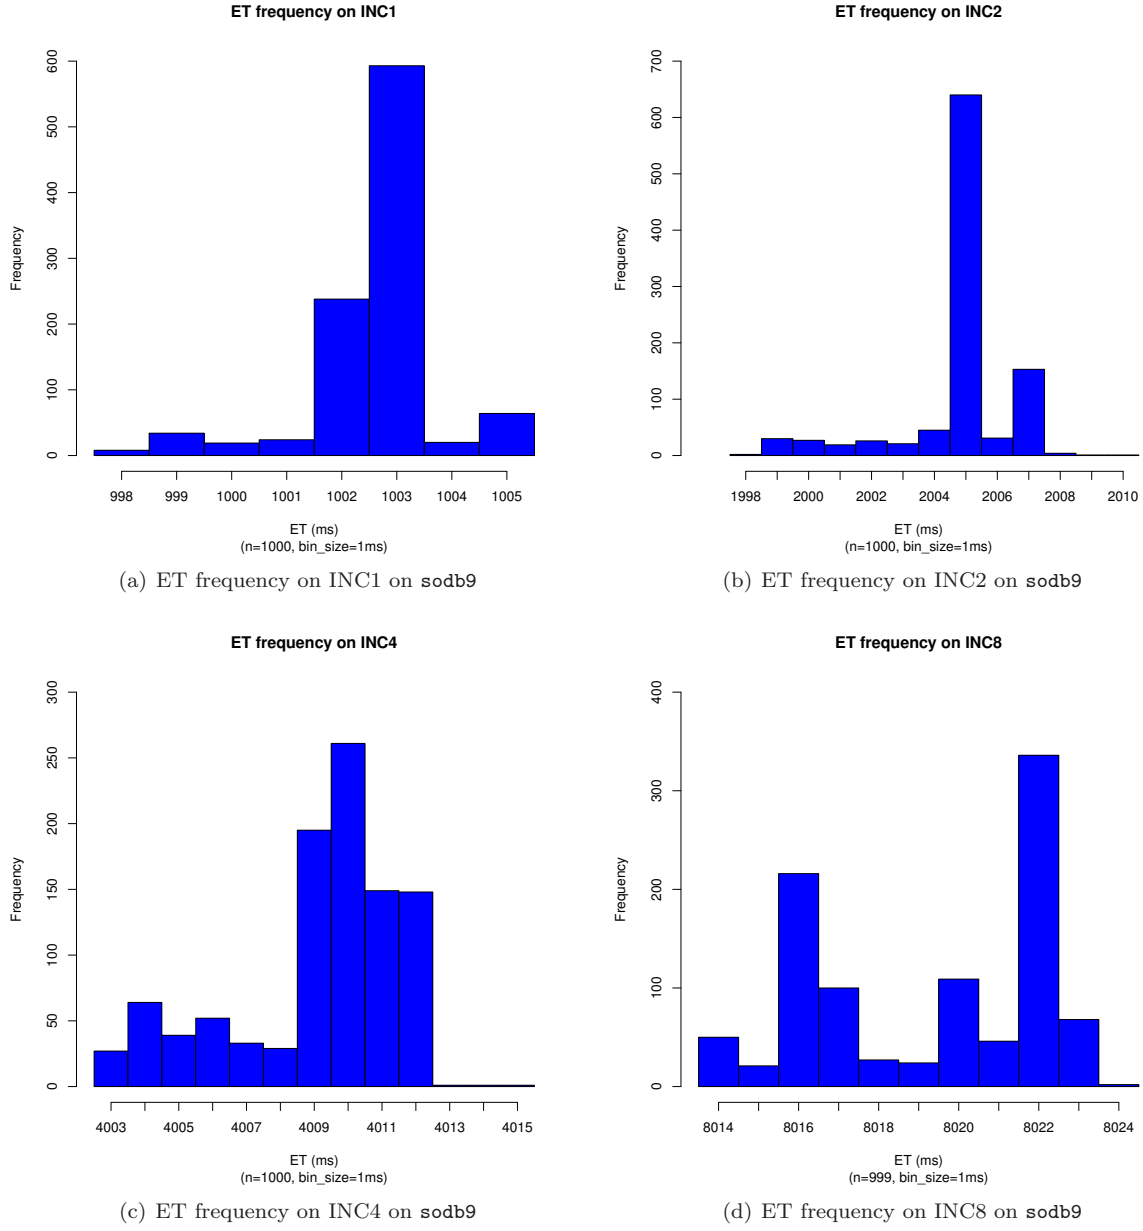 ET frequency on INC1
Frequency
0
100
200
300
400
500
600
998 999 1000 1001 1002 1003 1004 1005
ET (ms)
(n=1000, bin_size=1ms)
(a) ET frequency on INC1 on sodb9
ET frequency on INC2
Frequency
0
100
200
300
400
500
600
700
1998 2000 2002 2004 2006 2008 2010
ET (ms)
(n=1000, bin_size=1ms)
(b) ET frequency on INC2 on sodb9
ET frequency on INC4
Frequency
0
50
100
150
200
250
300
4003 4005 4007 4009 4011 4013 4015
ET (ms)
(n=1000, bin_size=1ms)
(c) ET frequency on INC4 on sodb9
ET frequency on INC8
Frequency
0
100
200
300
400
8014 8016 8018 8020 8022 8024
ET (ms)
(n=999, bin_size=1ms)
(d) ET frequency on INC8 on sodb9